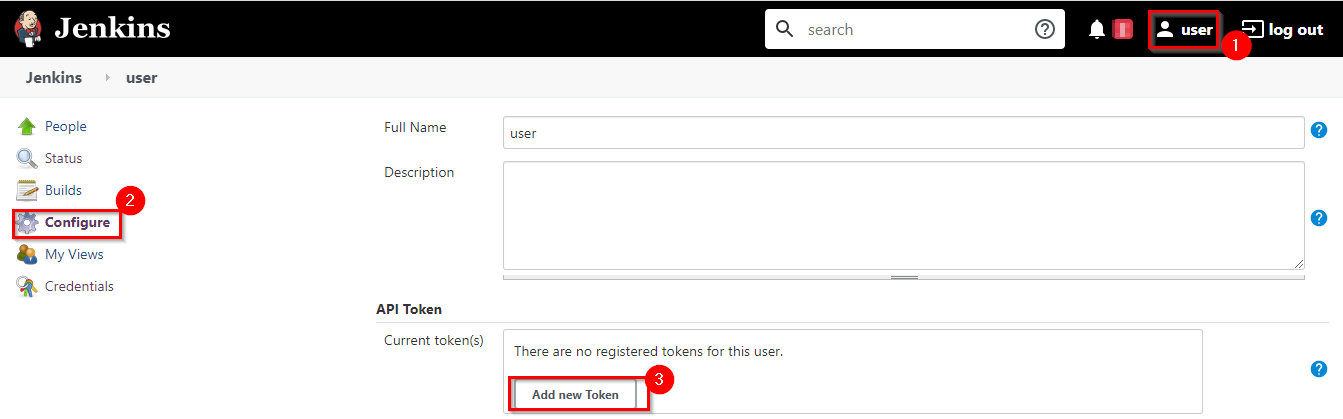 Jenkins
search
user
1
log out
Jenkins
user
People
Status
Builds
2
Configure
My Views
Credentials
Full Name
user
?
Description
?
API Token
Current token(s)
There are no registered tokens for this user.
?
3
Add new Token